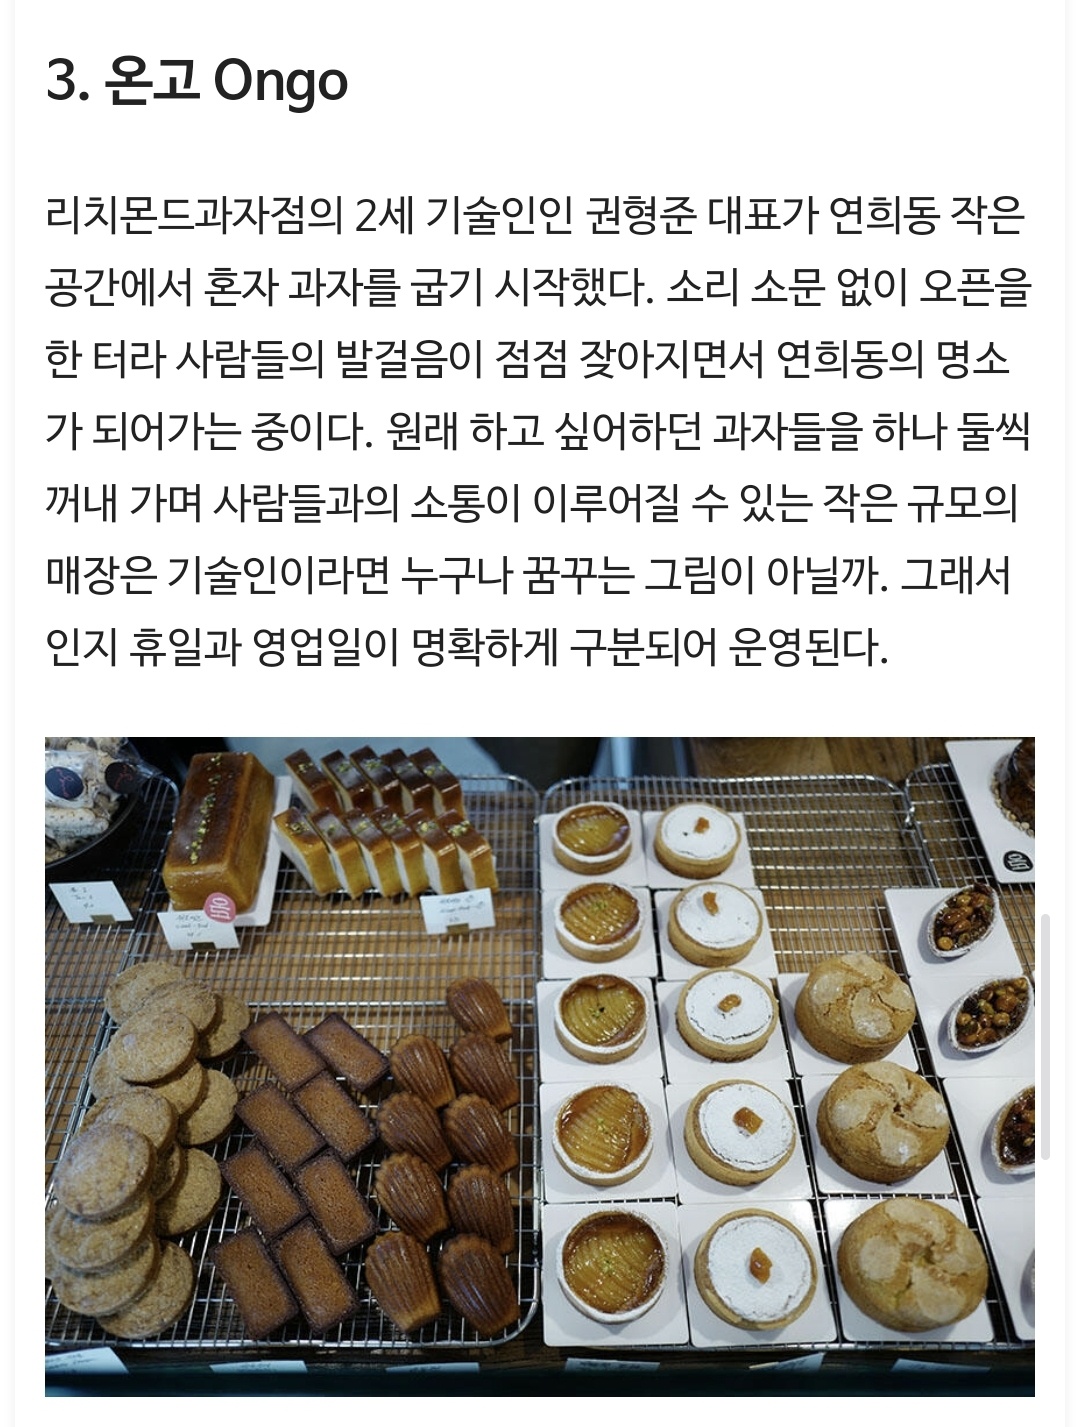 3. 온고 Ongo
리치몬드과자점의 2세 기술인인 권형준 대표가 연희동 작은
공간에서 혼자 과자를 굽기 시작했다. 소리 소문 없이 오픈을
한 터라 사람들의 발걸음이 점점 잦아지면서 연희동의 명소
가 되어가는 중이다. 원래 하고 싶어하던 과자들을 하나 둘씩
꺼내 가며 사람들과의 소통이 이루어질 수 있는 작은 규모의
매장은 기술인이라면 누구나 꿈꾸는 그림이 아닐까. 그래서
인지 휴일과 영업일이 명확하게 구분되어 운영된다.